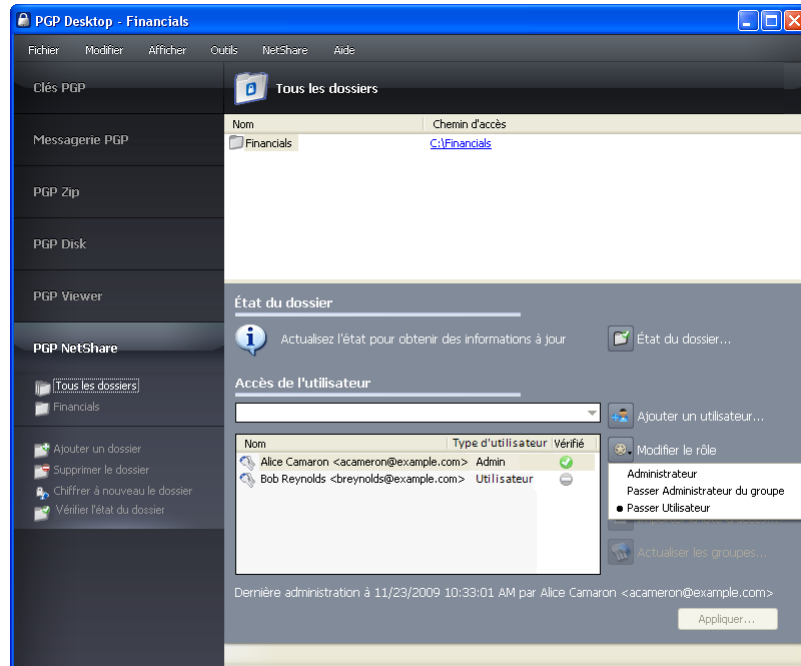 PGP Desktop - Financials
Fichier Modifier Afficher Outils NetShare Aide
Clés PGP
Messagerie PGP
PGP Zip
PGP Disk
PGP Viewer
PGP NetShare
Tous les dossiers
Financials
Ajouter un dossier
Supprimer le dossier
Chiffrer à nouveau le dossier
Vérifier l'état du dossier
Tous les dossiers
Nom Chemin d'accès
Financials C:\Financials
État du dossier
Actualisez l'état pour obtenir des informations à jour
État du dossier...
Accès de l'utilisateur
Ajouter un utilisateur...
Nom Type d'utilisateur Vérifié
Alice Camaron <acameron@example.com> Admin
Bob Reynolds <breynolds@example.com> Utilisateur
Modifier le rôle
Administrateur
Passer Administrateur du groupe
Passer Utilisateur
Actualiser les groupes...
Dernière administration à 11/23/2009 10:33:01 AM par Alice Camaron <acameron@example.com>
Appliquer...